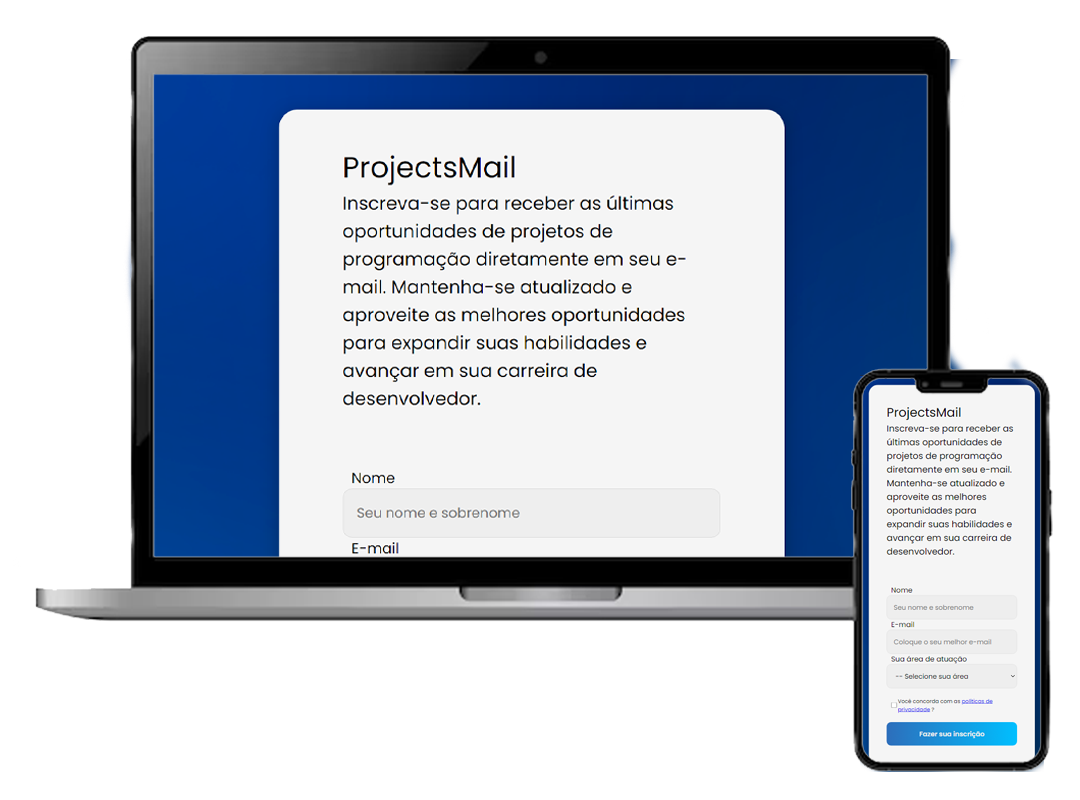 ProjectsMail
Inscreva-se para receber as últimas
oportunidades de projetos de
programação diretamente em seu e-
mail. Mantenha-se atualizado e
aproveite as melhores oportunidades
para expandir suas habilidades e
avançar em sua carreira de
desenvolvedor.
Nome
Seu nome e sobrenome
E-mail
ProjectsMail
Inscreva-se para receber as
últimas oportunidades de
projetos de programação
diretamente em seu e-mail.
Mantenha-se atualizado e
aproveite as melhores
oportunidades para
expandir suas habilidades e
avançar em sua carreira de
desenvolvedor.
Nome
Seu nome e sobrenome
E-mail
Coloque o seu melhor e-mail
Sua área de atuação
-- Selecione sua área
Você concorda com as políticas de
privacidade ?
Fazer sua inscrição